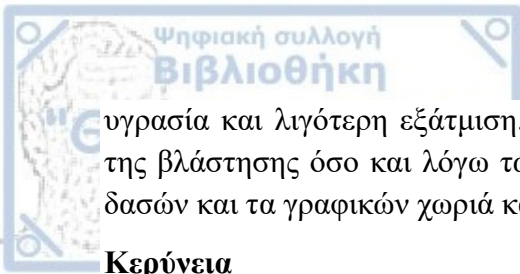 Ψηφιακή συλλογή
Βιβλιοθήκη
υγρασία και λιγότερη εξάτμιση.
της βλάστησης όσο και λόγω
δασών και τα γραφικών χωριά
Κερύνεια